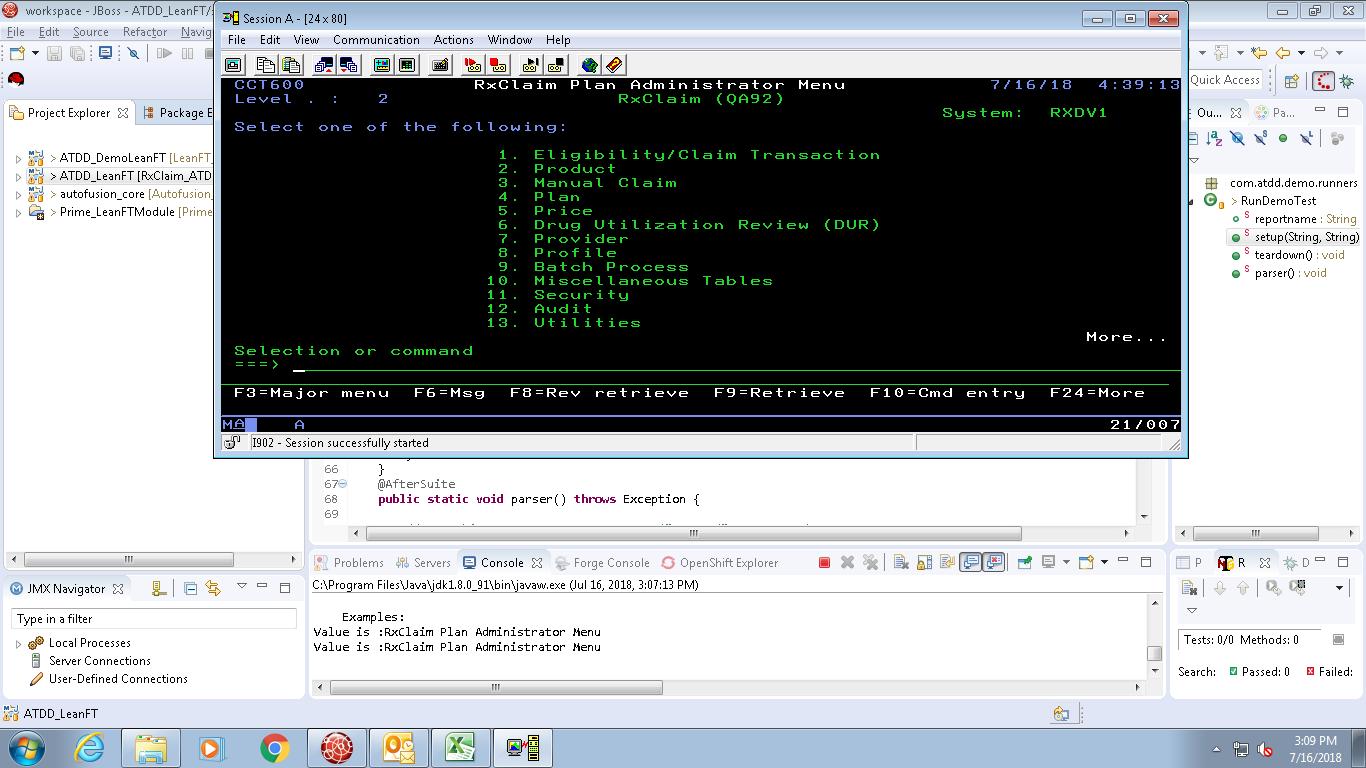 workspace - JBoss - ATDD_LeanFT/
File Edit Source Refactor Navig
Quick Access
Project Explorer
Package E
> ATDD_DemoLeanFT [LeanFT_
> ATDD_LeanFT [RxClaim_ATD
> autofusion_core [Autofusion_
> Prime_LeanFTModule [Prime
Session A - [24 x 80]
File Edit View Communication Actions Window Help
CCT600 RxClaim Plan Administrator Menu 7/16/18 4:39:13
Level . : 2 RxClaim (QA92)
System: RXDV1
Select one of the following:
1. Eligibility/Claim Transaction
2. Product
3. Manual Claim
4. Plan
5. Price
6. Drug Utilization Review (DUR)
7. Provider
8. Profile
9. Batch Process
10. Miscellaneous Tables
11. Security
12. Audit
13. Utilities
More...
Selection or command
===>
F3=Major menu F6=Msg F8=Rev retrieve F9=Retrieve F10=Cmd entry F24=More
MA A 21/007
I902 - Session successfully started
Ou...
Pa...
com.atdd.demo.runners
> RunDemoTest
reportname : String
setup(String, String)
teardown() : void
parser() : void
66 }
67 @AfterSuite
68 public static void parser() throws Exception {
69
Problems Servers Console Forge Console OpenShift Explorer
C:\Program Files\Java\jdk1.8.0_91\bin\javaw.exe (Jul 16, 2018, 3:07:13 PM)
Examples:
Value is :RxClaim Plan Administrator Menu
Value is :RxClaim Plan Administrator Menu
JMX Navigator
Type in a filter
Local Processes
Server Connections
User-Defined Connections
P R D
Tests: 0/0 Methods: 0
Search: Passed: 0 Failed:
ATDD_LeanFT
3:09 PM
7/16/2018